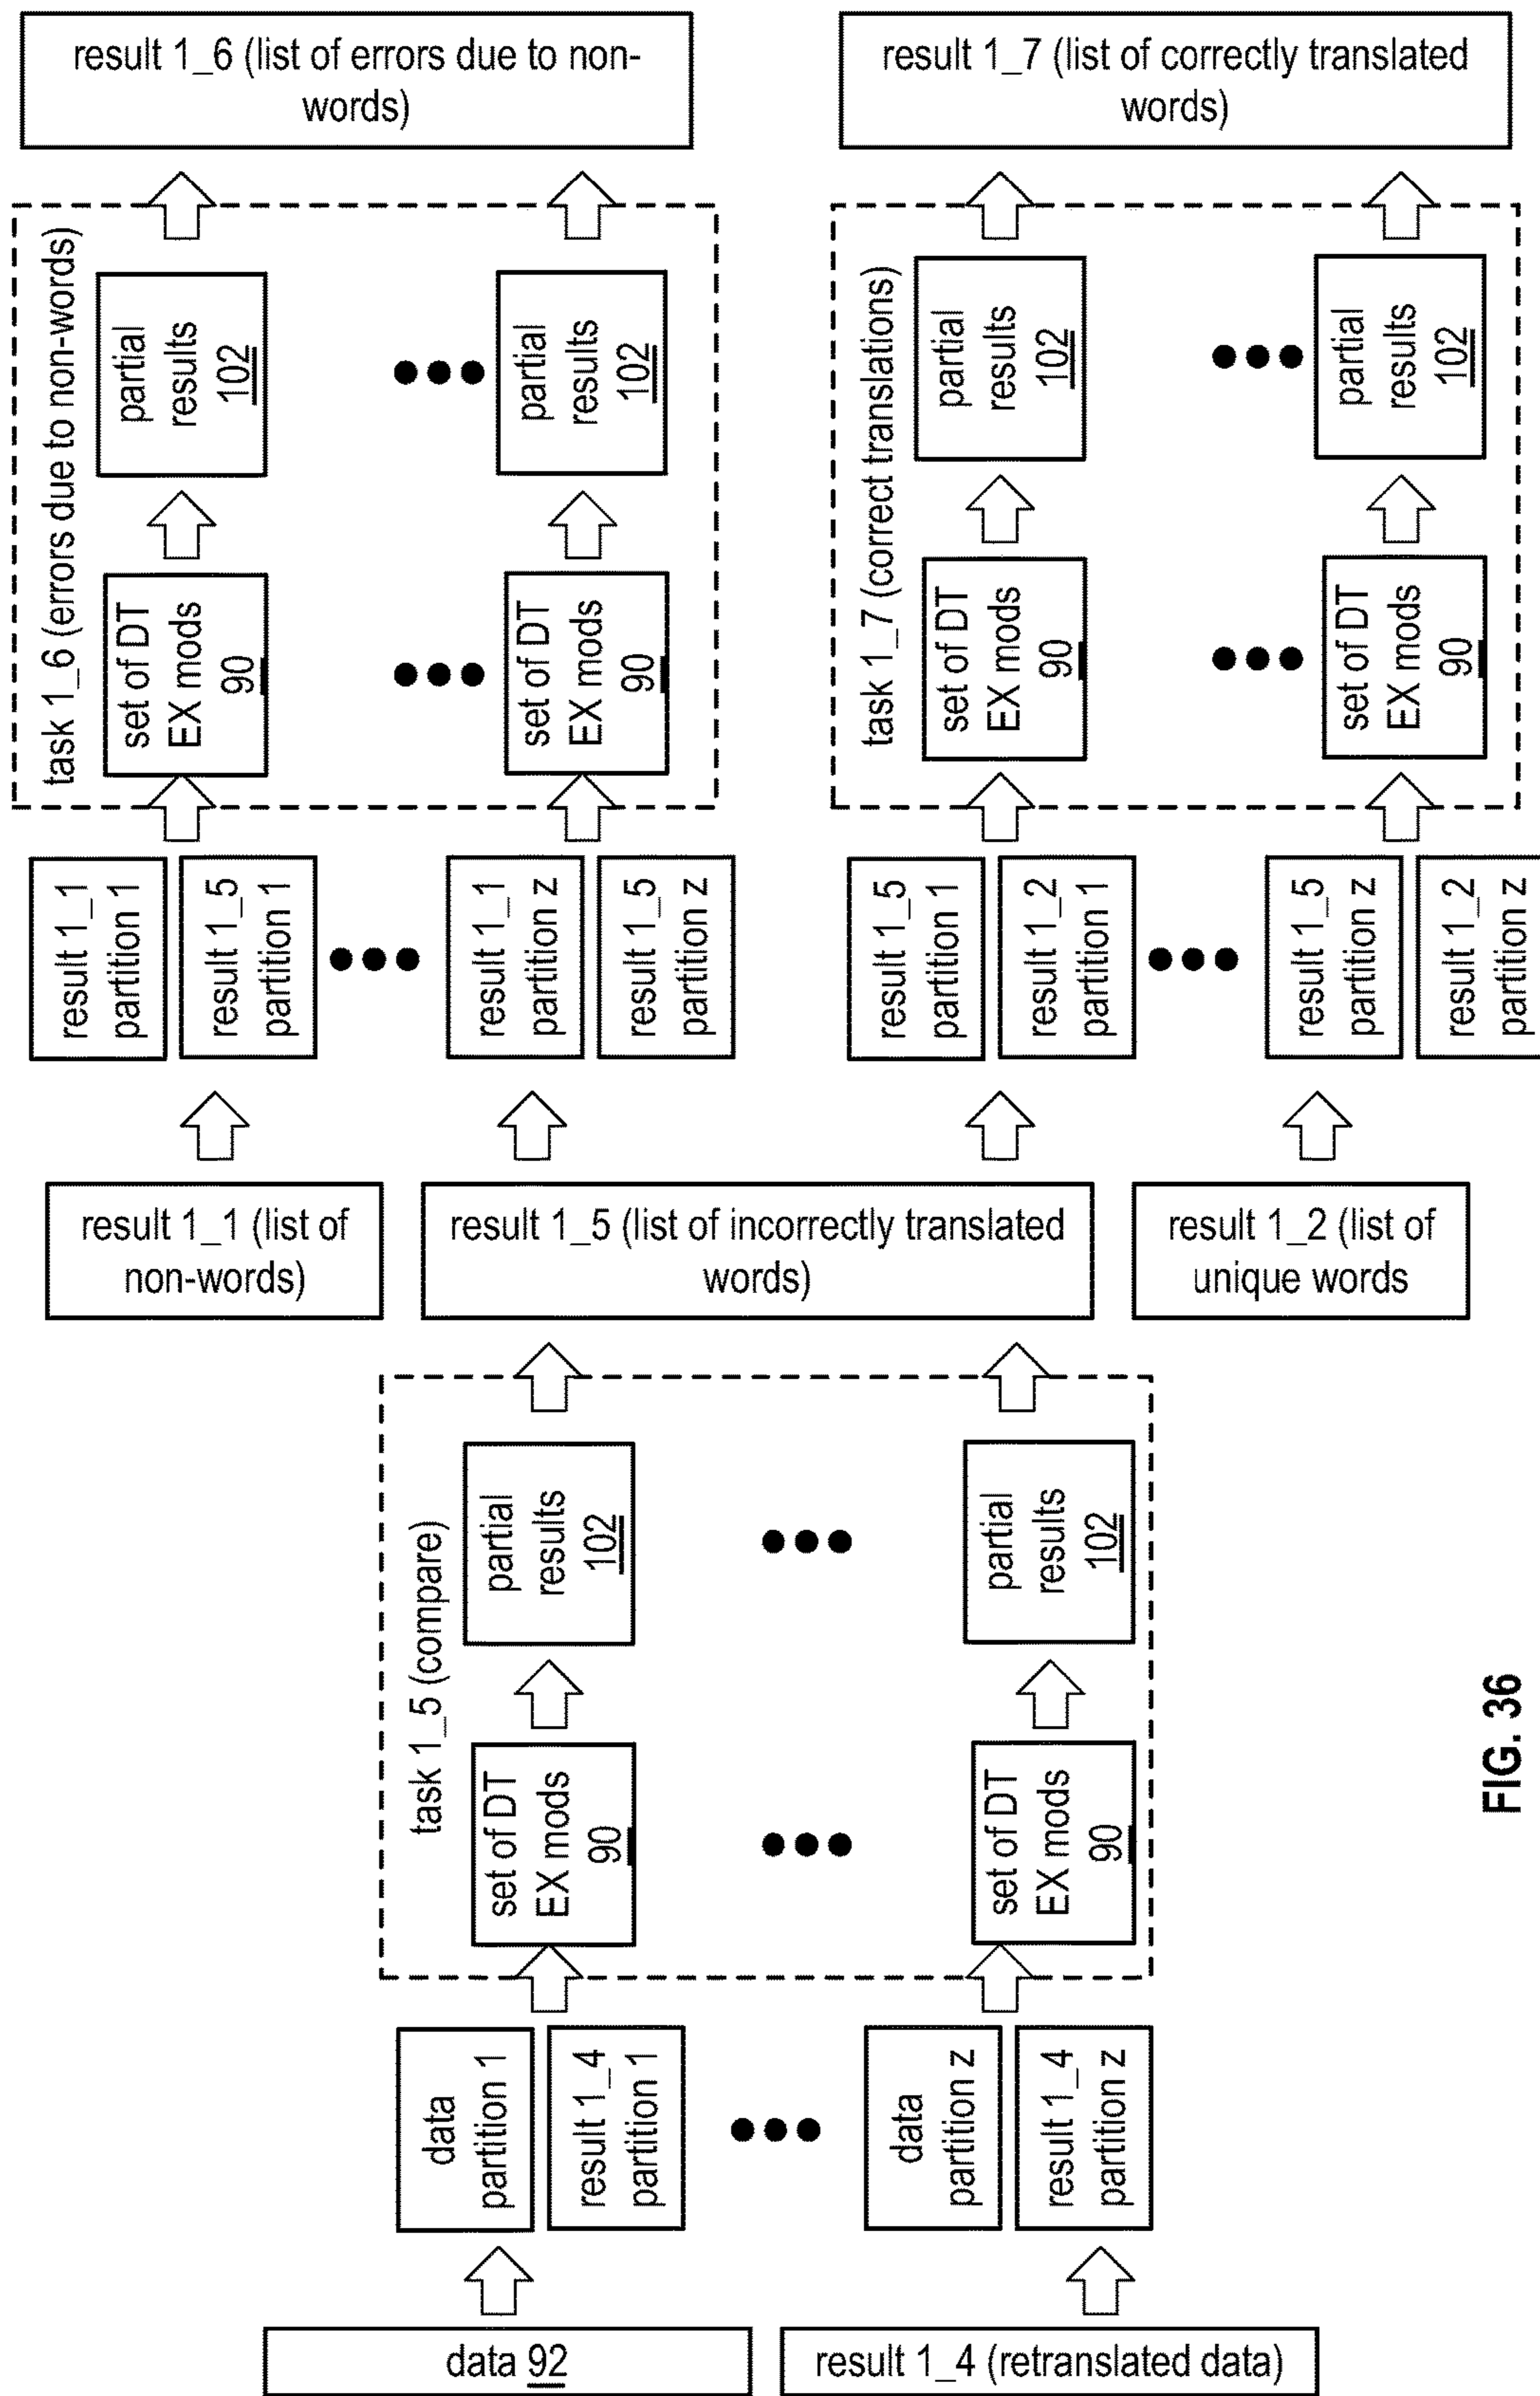 data 92
result 1_4 (retranslated data)
data
partition 1
result 1_4
partition 1
data
partition z
result 1_4
partition z
task 1_5 (compare)
set of DT
EX mods
90
partial
results
102
set of DT
EX mods
90
partial
results
102
result 1_1 (list of
non-words)
result 1_5 (list of incorrectly translated
words)
result 1_2 (list of
unique words
result 1_1
partition 1
result 1_5
partition 1
result 1_1
partition z
result 1_5
partition z
task 1_6 (errors due to non-words)
set of DT
EX mods
90
partial
results
102
set of DT
EX mods
90
partial
results
102
result 1_6 (list of errors due to non-
words)
result 1_5
partition 1
result 1_2
partition 1
result 1_5
partition z
result 1_2
partition z
task 1_7 (correct translations)
set of DT
EX mods
90
partial
results
102
set of DT
EX mods
90
partial
results
102
result 1_7 (list of correctly translated
words)
FIG. 36